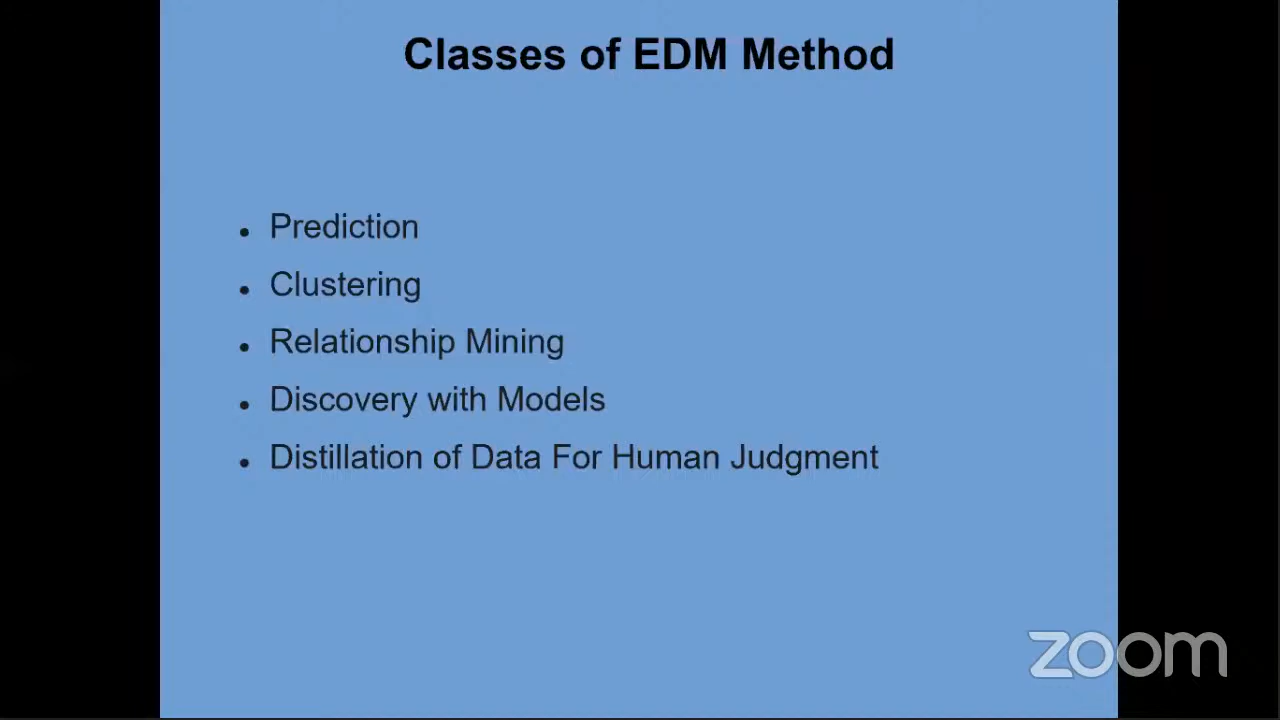 Classes of EDM Method
• Prediction
• Clustering
• Relationship Mining
• Discovery with Models
• Distillation of Data For Human Judgment
zoom